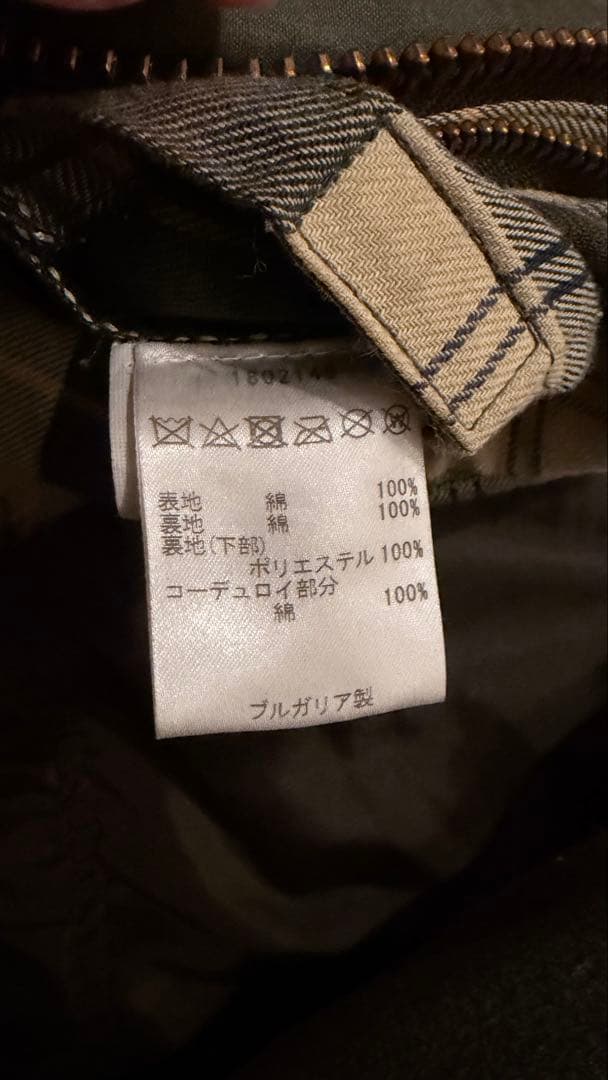 表地 綿 100%
裏地 綿 100%
裏地(下部)
ポリエステル 100%
コーデュロイ部分
綿 100%
ブルガリア製